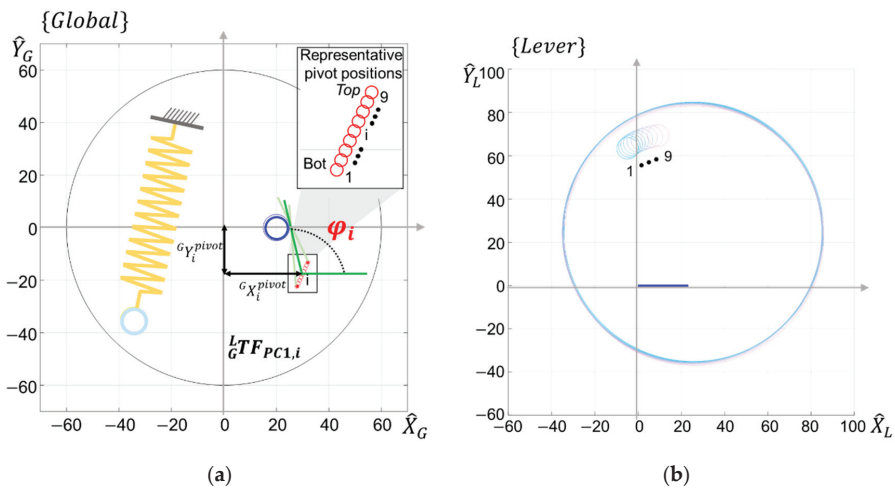 {Global}
Ŷ_G
60
40
20
0
−20
−40
−60
−60 −40 −20 0 20 40 60
X̂_G
Representative
pivot positions
Top
9
i
Bot
1
φ_i
^G Y_i^pivot
^G X_i^pivot
i
^L_G TF_PC1,i
(a)
{Lever}
Ŷ_L
100
80
60
40
20
0
−20
−40
−60
1 9
−60 −40 −20 0 20 40 60 80 100
X̂_L
(b)